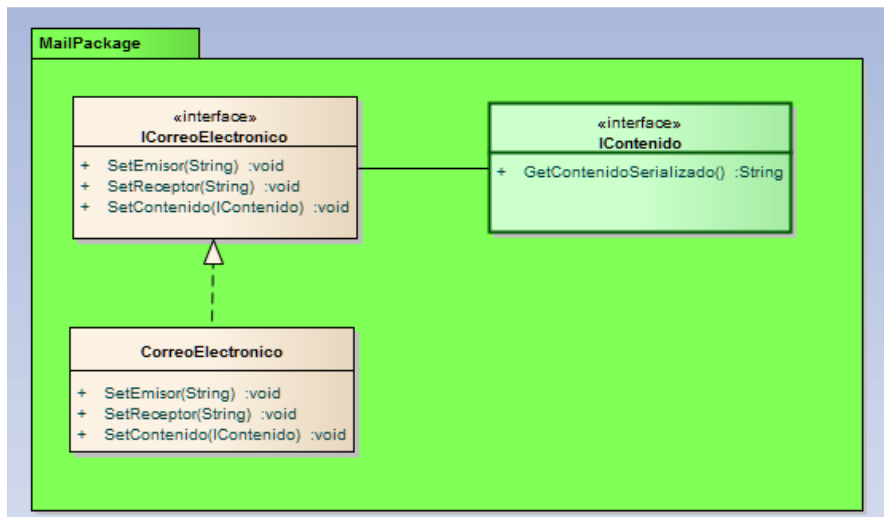 MailPackage
«interface»
ICorreoElectronico
+ SetEmisor(String) :void
+ SetReceptor(String) :void
+ SetContenido(IContenido) :void
«interface»
IContenido
+ GetContenidoSerializado() :String
CorreoElectronico
+ SetEmisor(String) :void
+ SetReceptor(String) :void
+ SetContenido(IContenido) :void